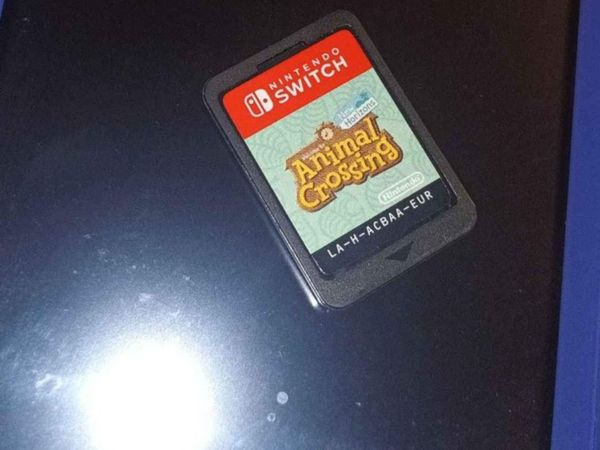 NINTENDO
SWITCH
New
Horizons
Animal
Crossing
Nintendo
LA-H-ACBAA-EUR